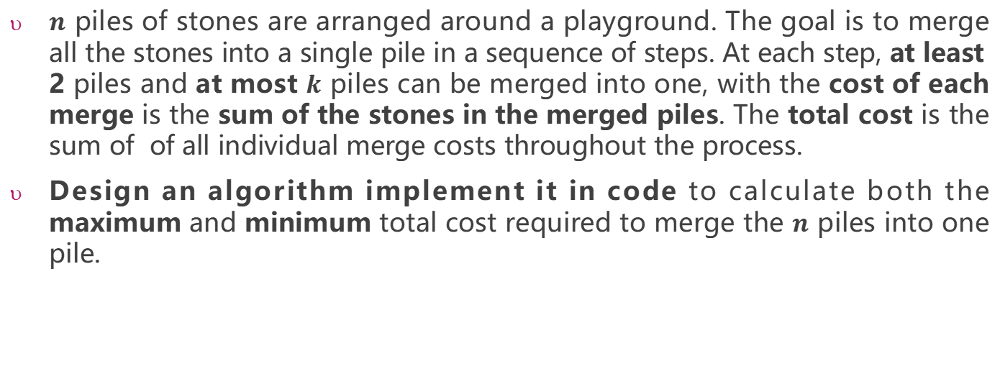 υ n piles of stones are arranged around a playground. The goal is to merge
all the stones into a single pile in a sequence of steps. At each step, at least
2 piles and at most k piles can be merged into one, with the cost of each
merge is the sum of the stones in the merged piles. The total cost is the
sum of of all individual merge costs throughout the process.
υ Design an algorithm implement it in code to calculate both the
maximum and minimum total cost required to merge the n piles into one
pile.